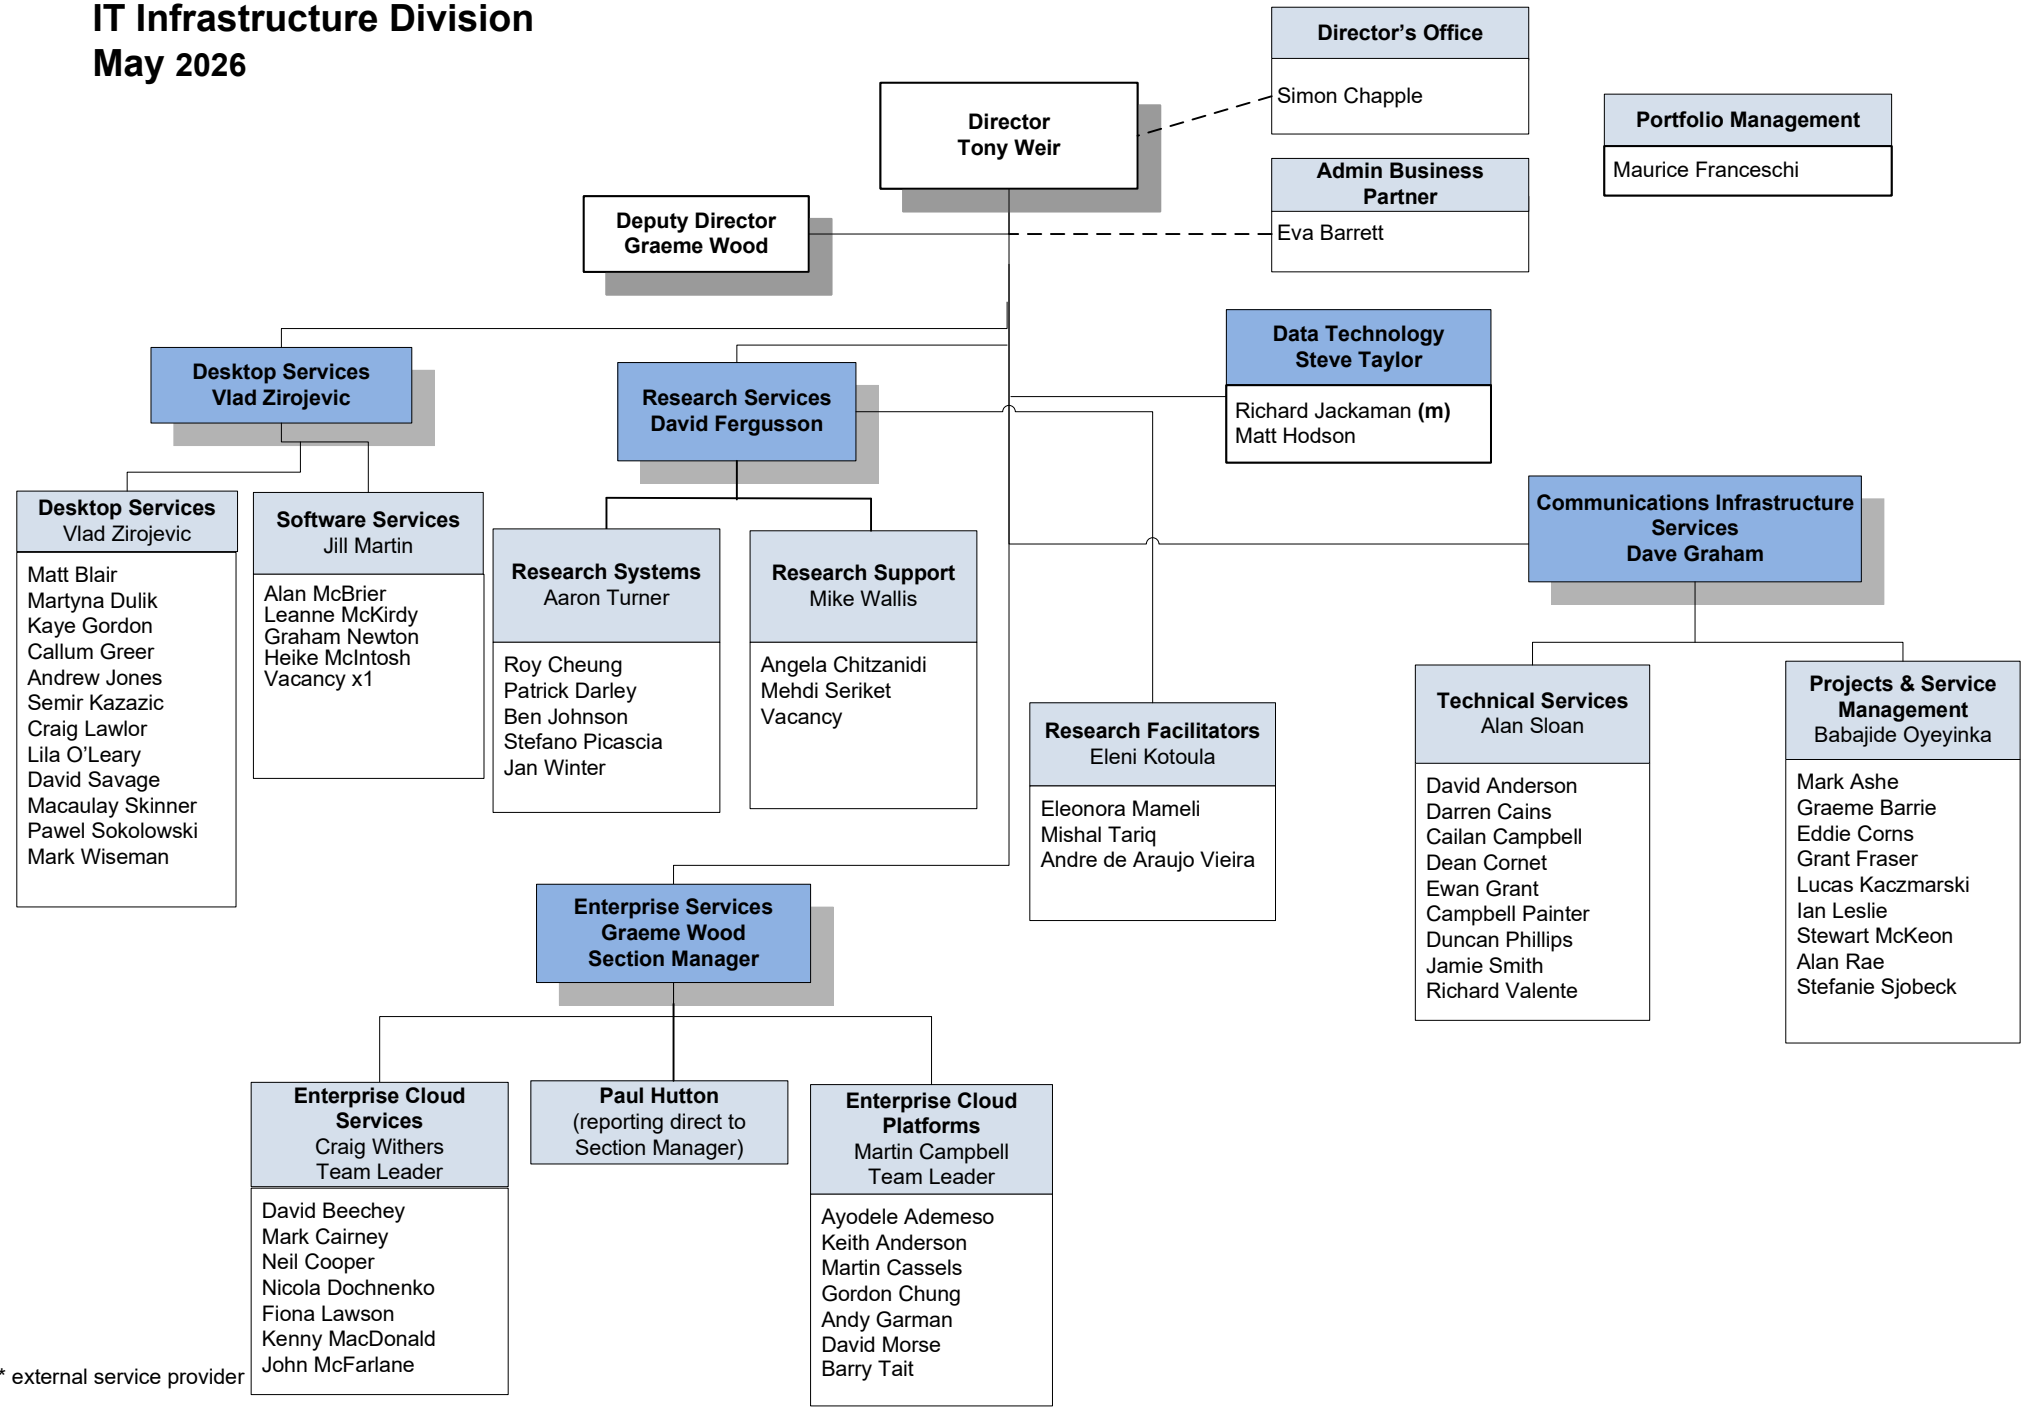 IT Infrastructure Division
May 2026
Director's Office
Simon Chapple
Director
Tony Weir
Portfolio Management
Maurice Franceschi
Admin Business
Partner
Eva Barrett
Deputy Director
Graeme Wood
Data Technology
Steve Taylor
Richard Jackaman (m)
Matt Hodson
Desktop Services
Vlad Zirojevic
Research Services
David Fergusson
Communications Infrastructure
Services
Dave Graham
Desktop Services
Vlad Zirojevic
Matt Blair
Martyna Dulik
Kaye Gordon
Callum Greer
Andrew Jones
Semir Kazazic
Craig Lawlor
Lila O'Leary
David Savage
Macaulay Skinner
Pawel Sokolowski
Mark Wiseman
Software Services
Jill Martin
Alan McBrier
Leanne McKirdy
Graham Newton
Heike McIntosh
Vacancy x1
Research Systems
Aaron Turner
Roy Cheung
Patrick Darley
Ben Johnson
Stefano Picascia
Jan Winter
Research Support
Mike Wallis
Angela Chitzanidi
Mehdi Seriket
Vacancy
Research Facilitators
Eleni Kotoula
Eleonora Mameli
Mishal Tariq
Andre de Araujo Vieira
Technical Services
Alan Sloan
David Anderson
Darren Cains
Cailan Campbell
Dean Cornet
Ewan Grant
Campbell Painter
Duncan Phillips
Jamie Smith
Richard Valente
Projects & Service
Management
Babajide Oyeyinka
Mark Ashe
Graeme Barrie
Eddie Corns
Grant Fraser
Lucas Kaczmarski
Ian Leslie
Stewart McKeon
Alan Rae
Stefanie Sjobeck
Enterprise Services
Graeme Wood
Section Manager
Enterprise Cloud
Services
Craig Withers
Team Leader
David Beechey
Mark Cairney
Neil Cooper
Nicola Dochnenko
Fiona Lawson
Kenny MacDonald
John McFarlane
Paul Hutton
(reporting direct to
Section Manager)
Enterprise Cloud
Platforms
Martin Campbell
Team Leader
Ayodele Ademeso
Keith Anderson
Martin Cassels
Gordon Chung
Andy Garman
David Morse
Barry Tait
* external service provider